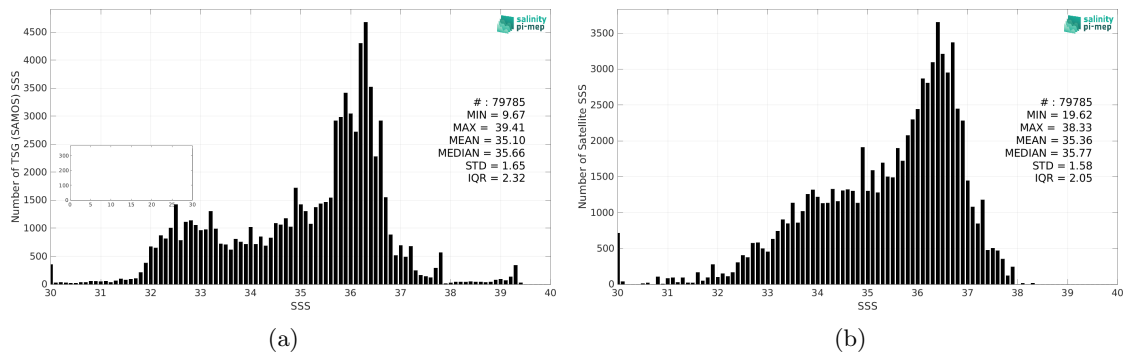 4500
4000
3500
3000
2500
2000
1500
1000
500
0
Number of TSG (SAMOS) SSS
salinity
pi-mep
# : 79785
MIN = 9.67
MAX = 39.41
MEAN = 35.10
MEDIAN = 35.66
STD = 1.65
IQR = 2.32
300
200
100
0
0 5 10 15 20 25 30
30 31 32 33 34 35 36 37 38 39 40
SSS
(a)
3500
3000
2500
2000
1500
1000
500
0
Number of Satellite SSS
salinity
pi-mep
# : 79785
MIN = 19.62
MAX = 38.33
MEAN = 35.36
MEDIAN = 35.77
STD = 1.58
IQR = 2.05
30 31 32 33 34 35 36 37 38 39 40
SSS
(b)